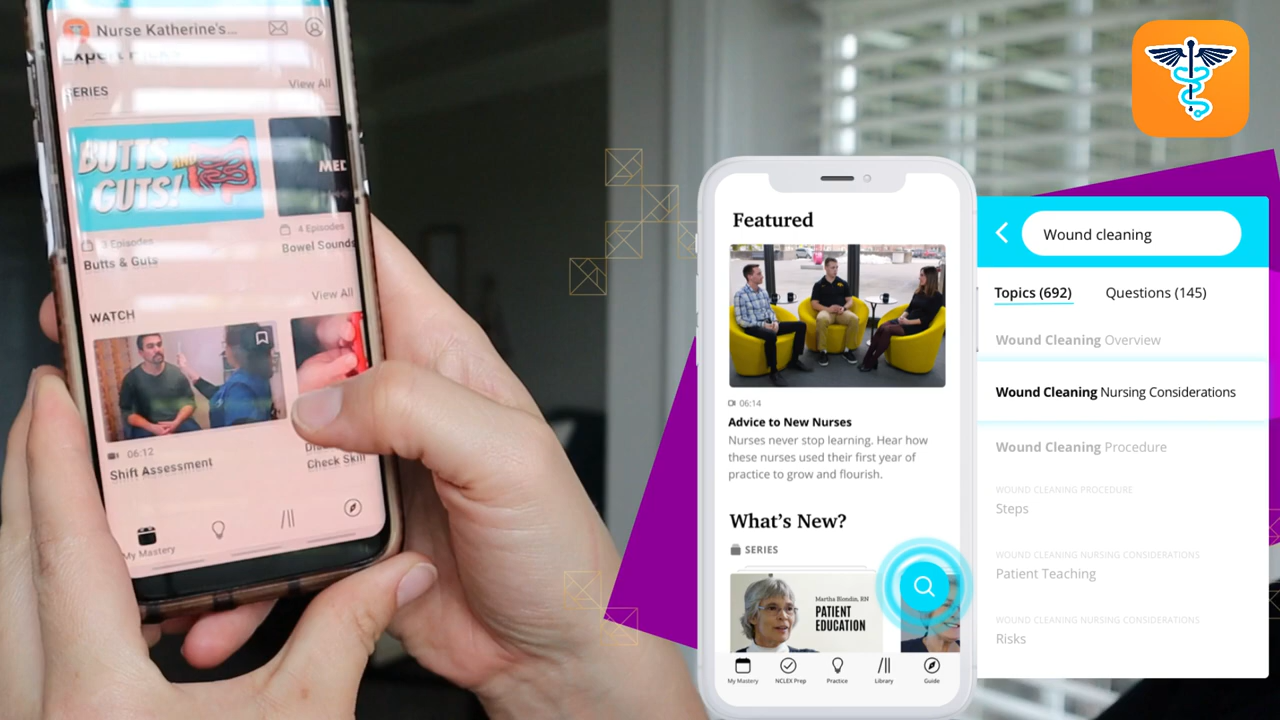 Nurse Katherine's...
Expert Picks
SERIES
View All
BUTTS AND
GUTS!
MED
3 Episodes
Butts & Guts
4 Episodes
Bowel Sounds
View All
WATCH
06:12
Shift Assessment
Check Skill
My Mastery
Featured
06:14
Advice to New Nurses
Nurses never stop learning. Hear how
these nurses used their first year of
practice to grow and flourish.
What's New?
SERIES
Martha Blondin, RN
PATIENT
EDUCATION
My Mastery
NCLEX Prep
Practice
Library
Guide
Wound cleaning
Topics (692)
Questions (145)
Wound Cleaning Overview
Wound Cleaning Nursing Considerations
Wound Cleaning Procedure
WOUND CLEANING PROCEDURE
Steps
WOUND CLEANING NURSING CONSIDERATIONS
Patient Teaching
WOUND CLEANING NURSING CONSIDERATIONS
Risks